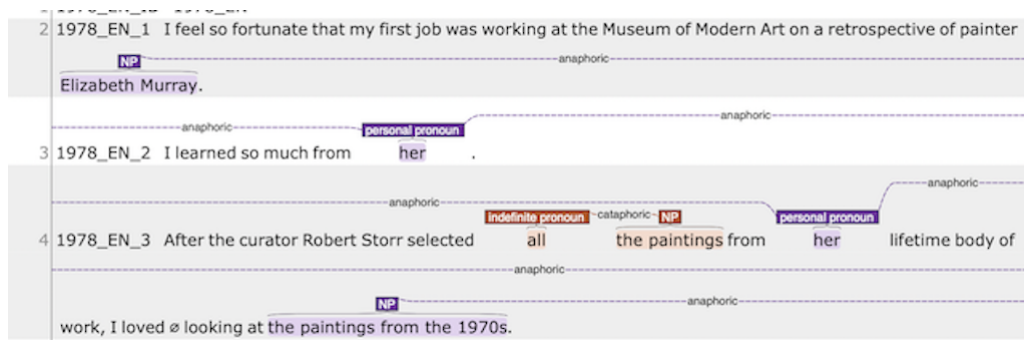 2 1978_EN_1 I feel so fortunate that my first job was working at the Museum of Modern Art on a retrospective of painter
NP anaphoric
Elizabeth Murray.
anaphoric personal pronoun anaphoric
3 1978_EN_2 I learned so much from her .
anaphoric
anaphoric indefinite pronoun cataphoric NP personal pronoun
4 1978_EN_3 After the curator Robert Storr selected all the paintings from her lifetime body of
anaphoric
NP anaphoric
work, I loved ø looking at the paintings from the 1970s.